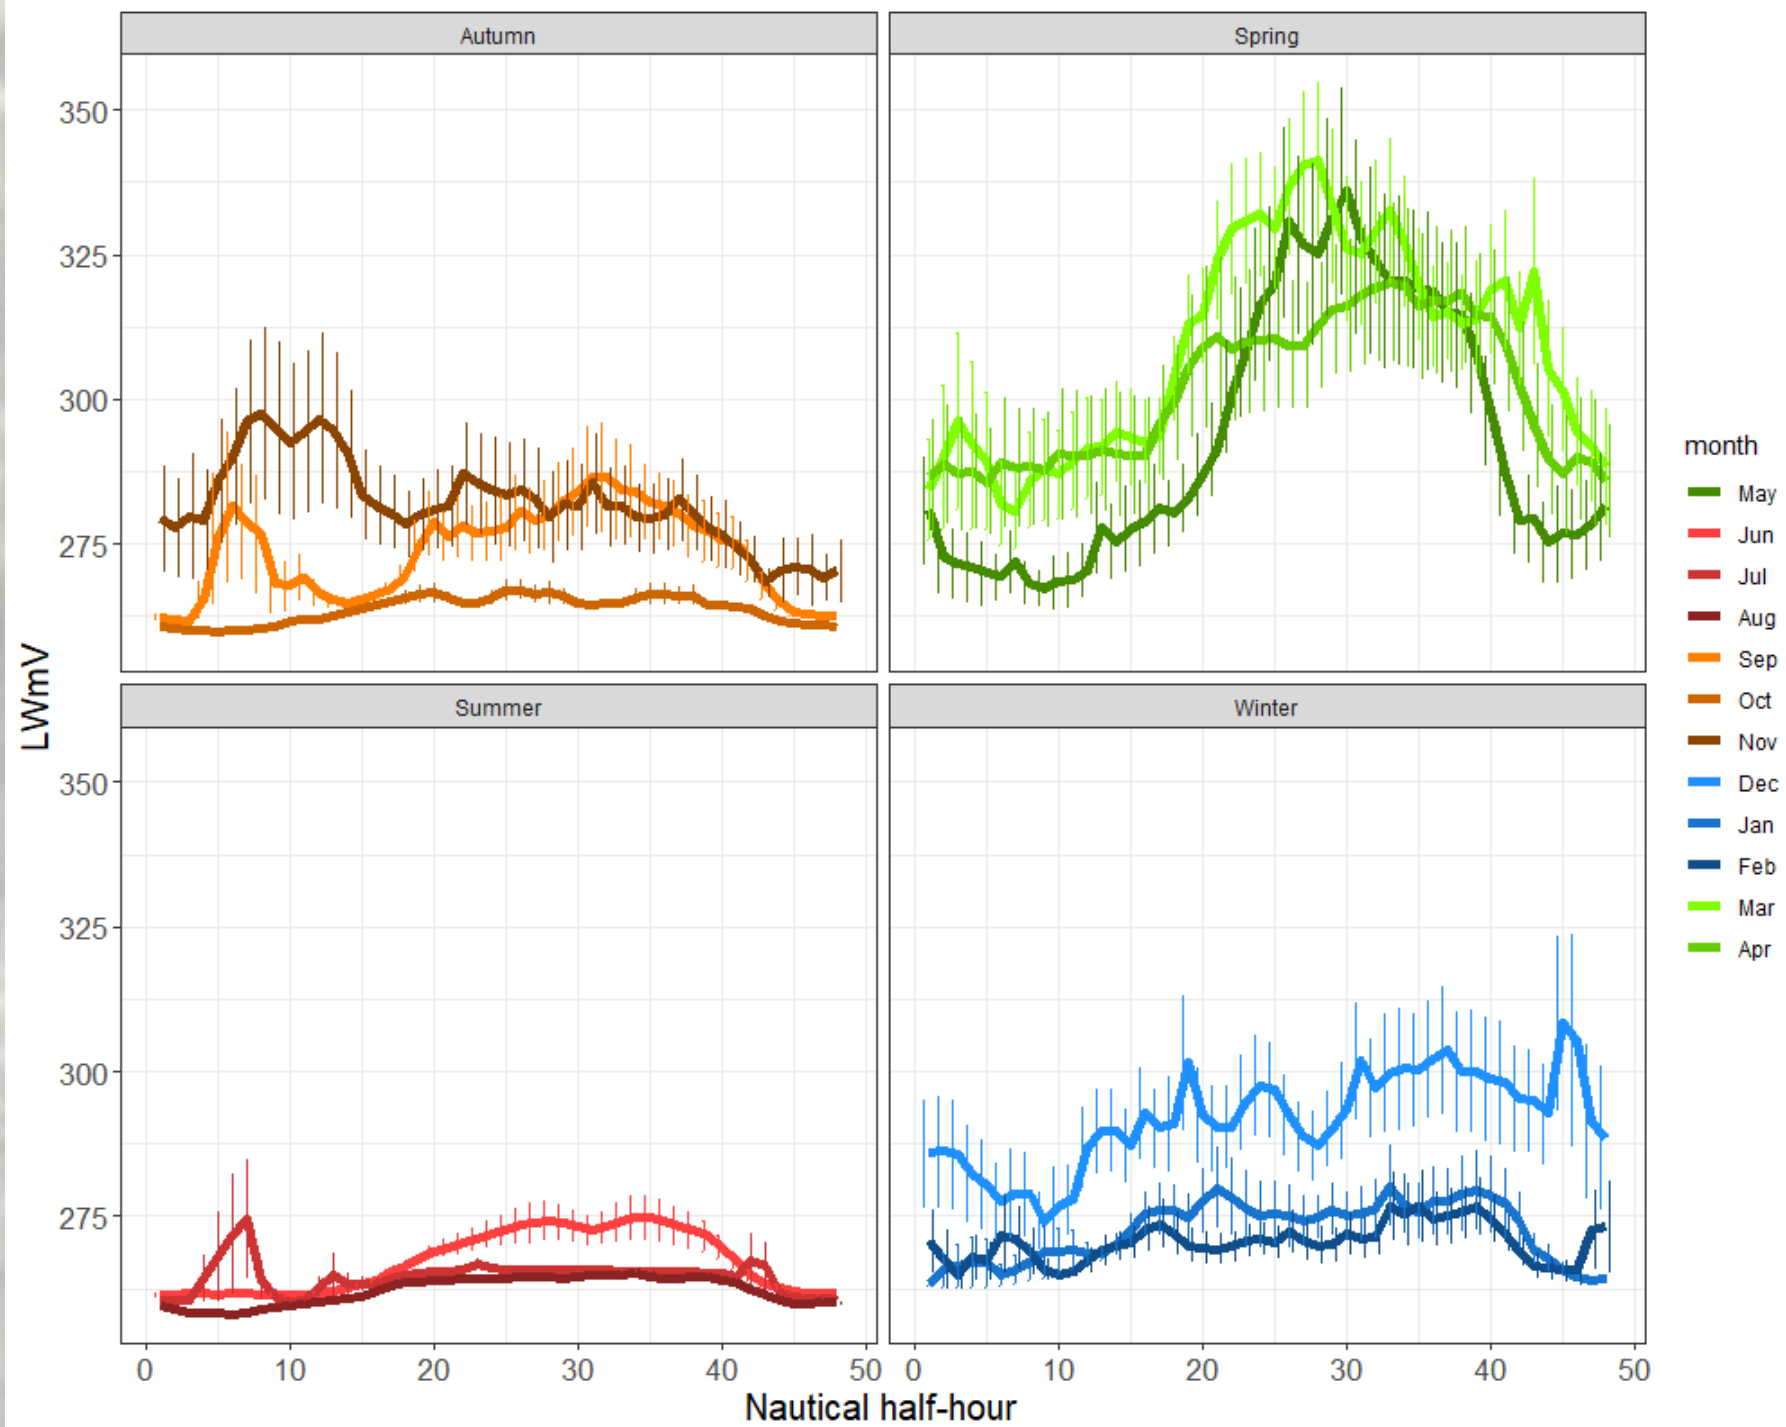 Autumn
Spring
350
325
300
275
LWmV
Summer
Winter
350
325
300
275
0 10 20 30 40 50
0 10 20 30 40 50
Nautical half-hour
month
May
Jun
Jul
Aug
Sep
Oct
Nov
Dec
Jan
Feb
Mar
Apr